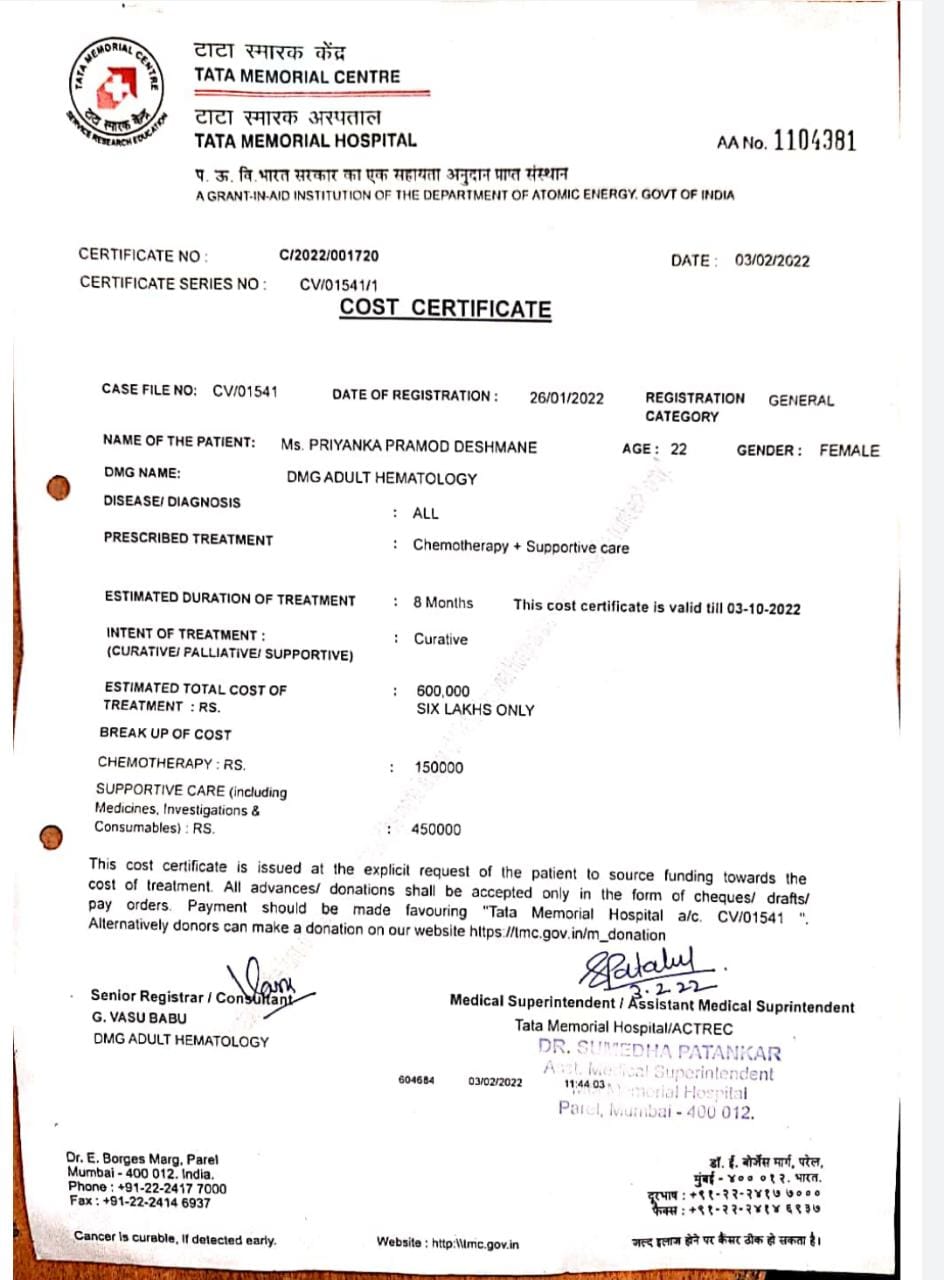 TATA MEMORIAL CENTRE
टाटा स्मारक केंद्र
SERVICE RESEARCH EDUCATION
टाटा स्मारक केंद्र
TATA MEMORIAL CENTRE
टाटा स्मारक अस्पताल
TATA MEMORIAL HOSPITAL
AA No. 1104381
प. ऊ. वि.भारत सरकार का एक सहायता अनुदान प्राप्त संस्थान
A GRANT-IN-AID INSTITUTION OF THE DEPARTMENT OF ATOMIC ENERGY. GOVT OF INDIA
CERTIFICATE NO : C/2022/001720 DATE : 03/02/2022
CERTIFICATE SERIES NO : CV/01541/1
COST CERTIFICATE
CASE FILE NO: CV/01541 DATE OF REGISTRATION : 26/01/2022 REGISTRATION CATEGORY GENERAL
NAME OF THE PATIENT: Ms. PRIYANKA PRAMOD DESHMANE AGE : 22 GENDER : FEMALE
DMG NAME: DMG ADULT HEMATOLOGY
DISEASE/ DIAGNOSIS : ALL
PRESCRIBED TREATMENT : Chemotherapy + Supportive care
ESTIMATED DURATION OF TREATMENT : 8 Months This cost certificate is valid till 03-10-2022
INTENT OF TREATMENT : : Curative
(CURATIVE/ PALLIATIVE/ SUPPORTIVE)
ESTIMATED TOTAL COST OF : 600,000
TREATMENT : RS. SIX LAKHS ONLY
BREAK UP OF COST
CHEMOTHERAPY : RS. : 150000
SUPPORTIVE CARE (including
Medicines, Investigations &
Consumables) : RS. : 450000
This cost certificate is issued at the explicit request of the patient to source funding towards the
cost of treatment. All advances/ donations shall be accepted only in the form of cheques/ drafts/
pay orders. Payment should be made favouring "Tata Memorial Hospital a/c. CV/01541 ".
Alternatively donors can make a donation on our website https://tmc.gov.in/m_donation
3.2.22
Senior Registrar / Consultant Medical Superintendent / Assistant Medical Suprintendent
G. VASU BABU Tata Memorial Hospital/ACTREC
DMG ADULT HEMATOLOGY DR. SUMEDHA PATANKAR
Asst. Medical Superintendent
604684 03/02/2022 11:44:03 Memorial Hospital
Parel, Mumbai - 400 012.
Dr. E. Borges Marg, Parel
Mumbai - 400 012. India.
Phone : +91-22-2417 7000
Fax : +91-22-2414 6937
डॉ. ई. बोर्जेस मार्ग, परेल,
मुंबई - ४०० ०१२. भारत.
दूरभाष : +९१-२२-२४१७ ७०००
फैक्स : +९१-२२-२४१४ ६९३७
Cancer is curable, if detected early. Website : http:\\tmc.gov.in जल्द इलाज होने पर कैंसर ठीक हो सकता है।